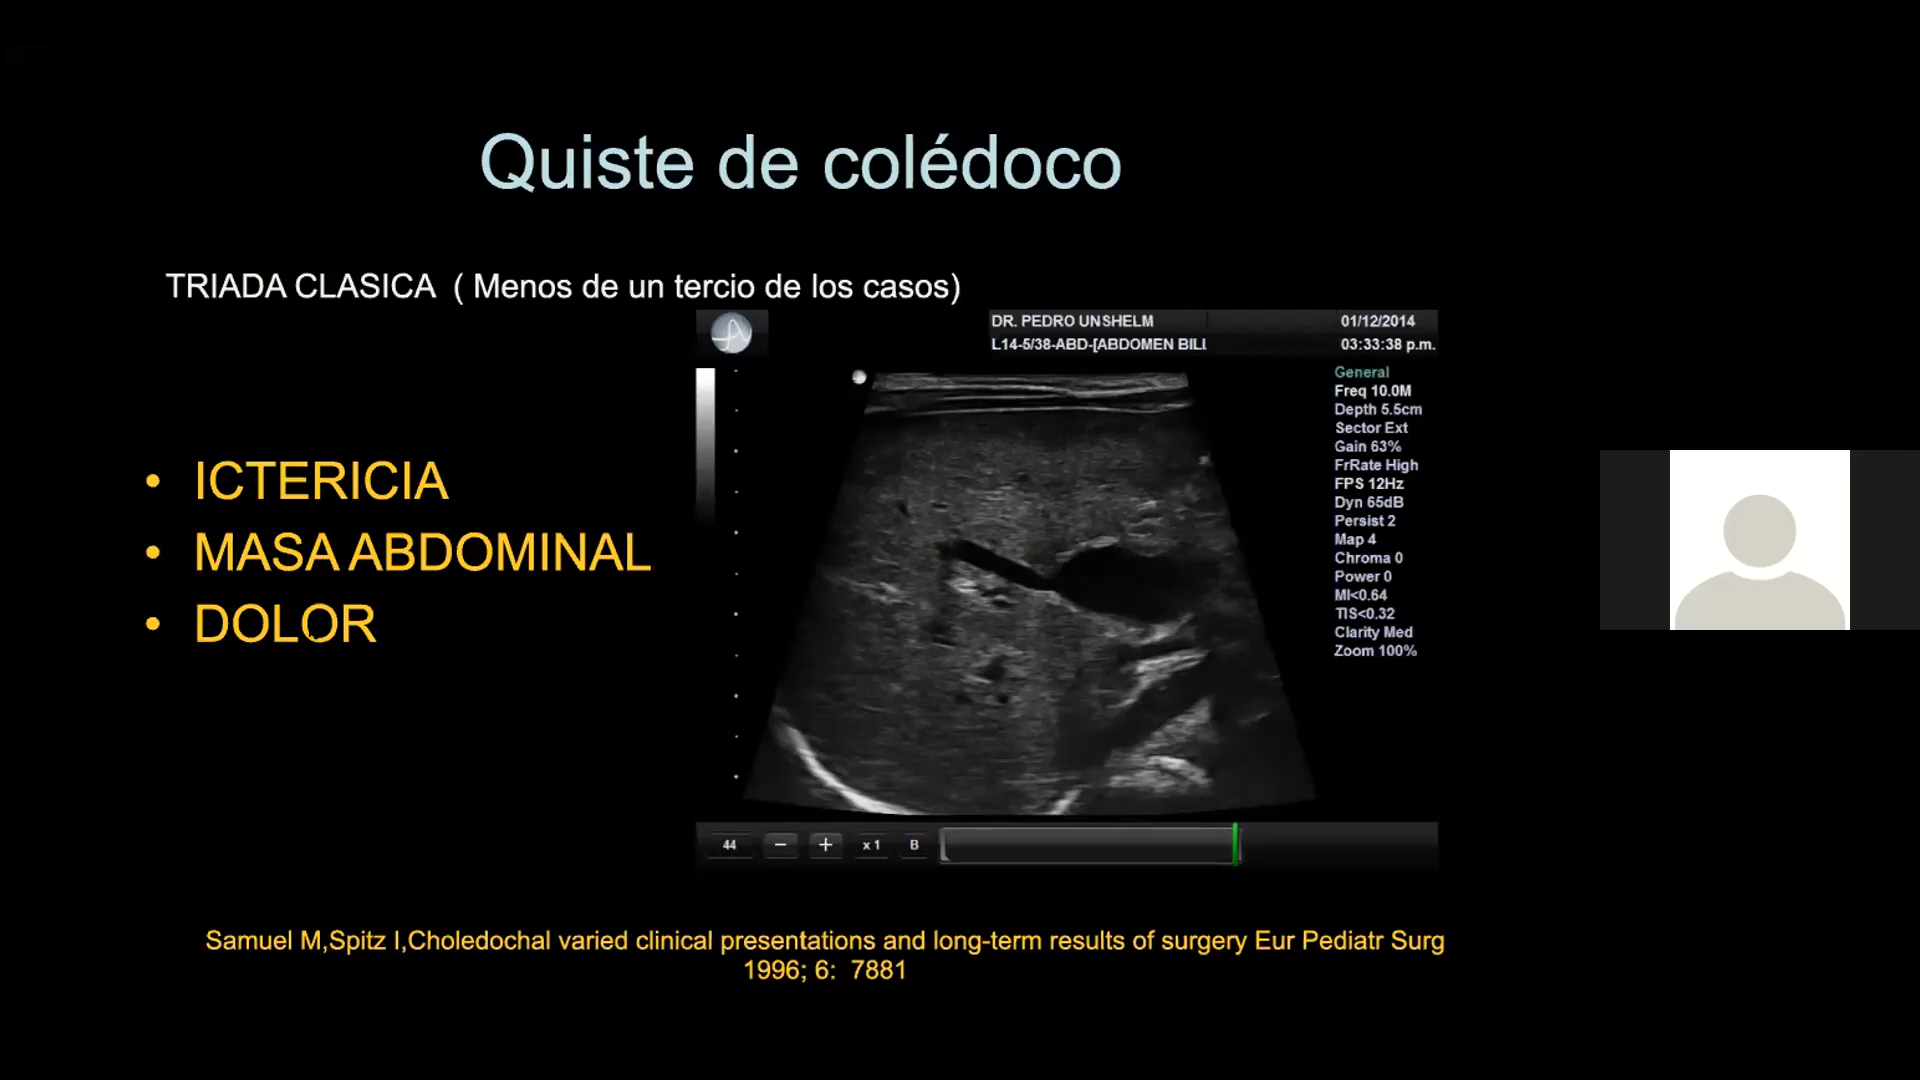 Quiste de colédoco
TRIADA CLASICA ( Menos de un tercio de los casos)
DR. PEDRO UNSHELM
01/12/2014
L14-5/38-ABD-[ABDOMEN BILI
03:33:38 p.m.
General
Freq 10.0M
Depth 5.5cm
Sector Ext
Gain 63%
FrRate High
FPS 12Hz
Dyn 65dB
Persist 2
Map 4
Chroma 0
Power 0
MI<0.64
TIS<0.32
Clarity Med
Zoom 100%
• ICTERICIA
• MASA ABDOMINAL
• DOLOR
44 − + x 1 B
Samuel M,Spitz I,Choledochal varied clinical presentations and long-term results of surgery Eur Pediatr Surg
1996; 6: 7881